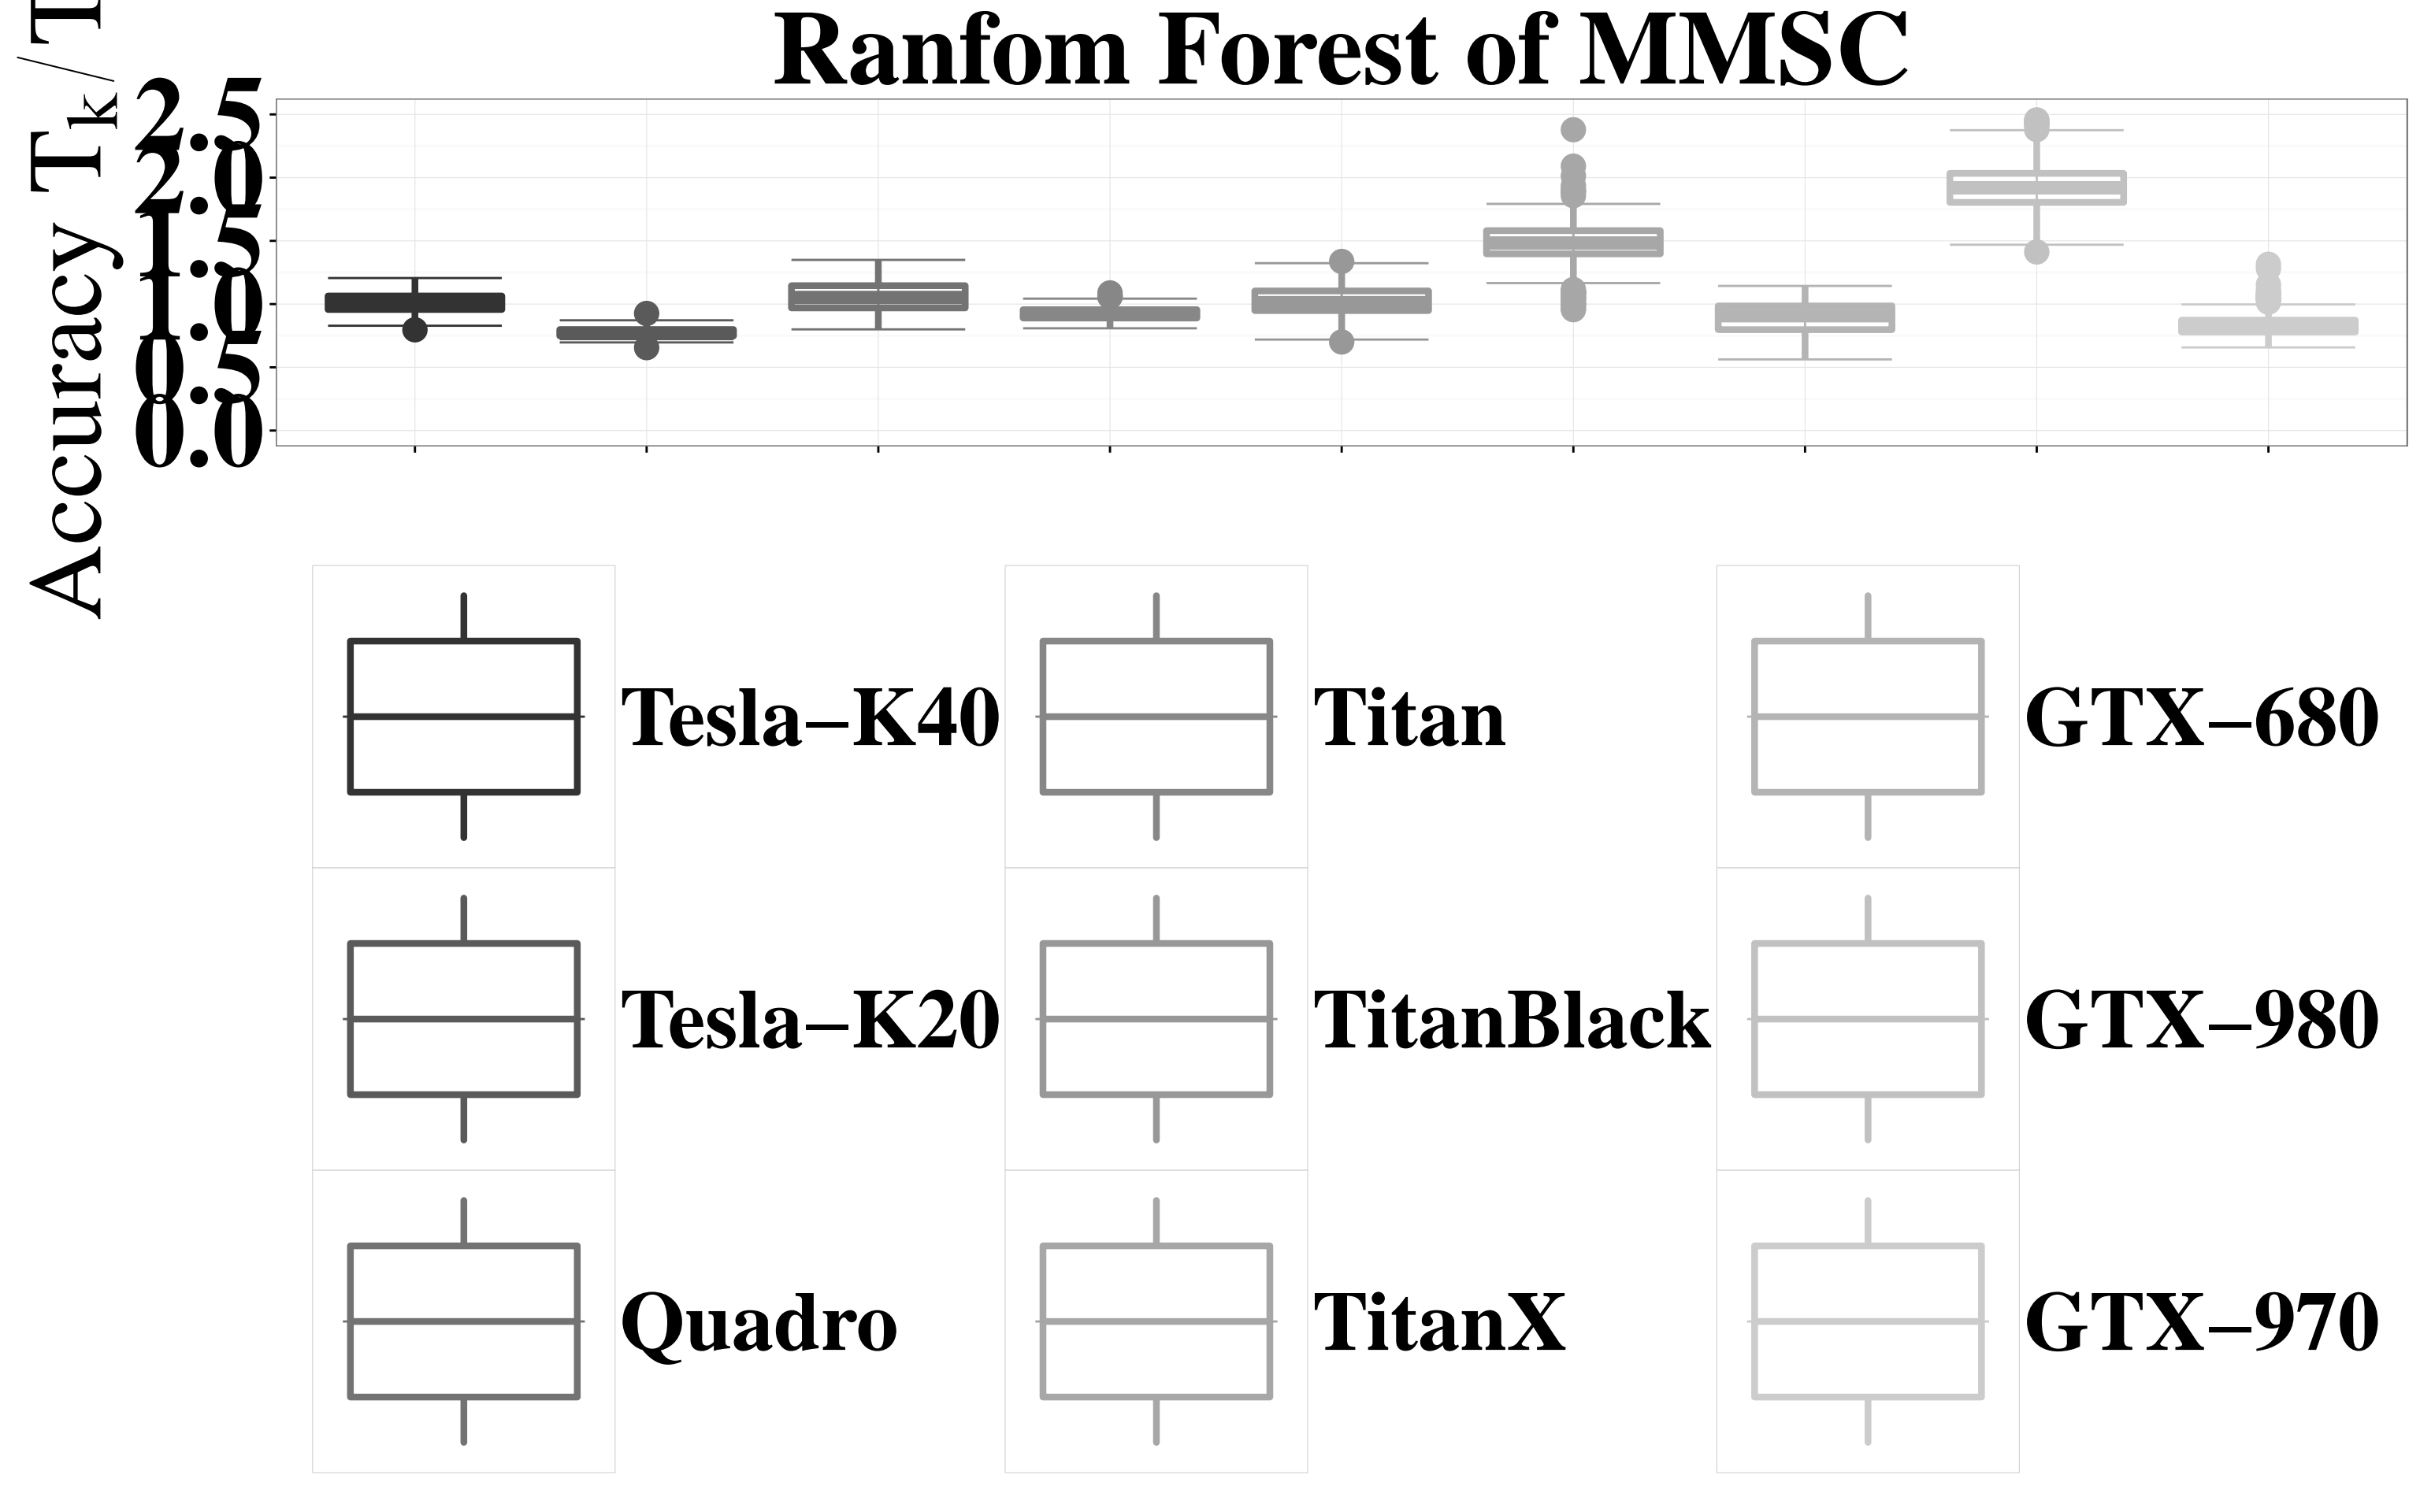 Ranfom Forest of MMSC
Accuracy Tk/ T
2.5
2.0
1.5
1.0
0.5
0.0
Tesla−K40
Titan
GTX−680
Tesla−K20
TitanBlack
GTX−980
Quadro
TitanX
GTX−970